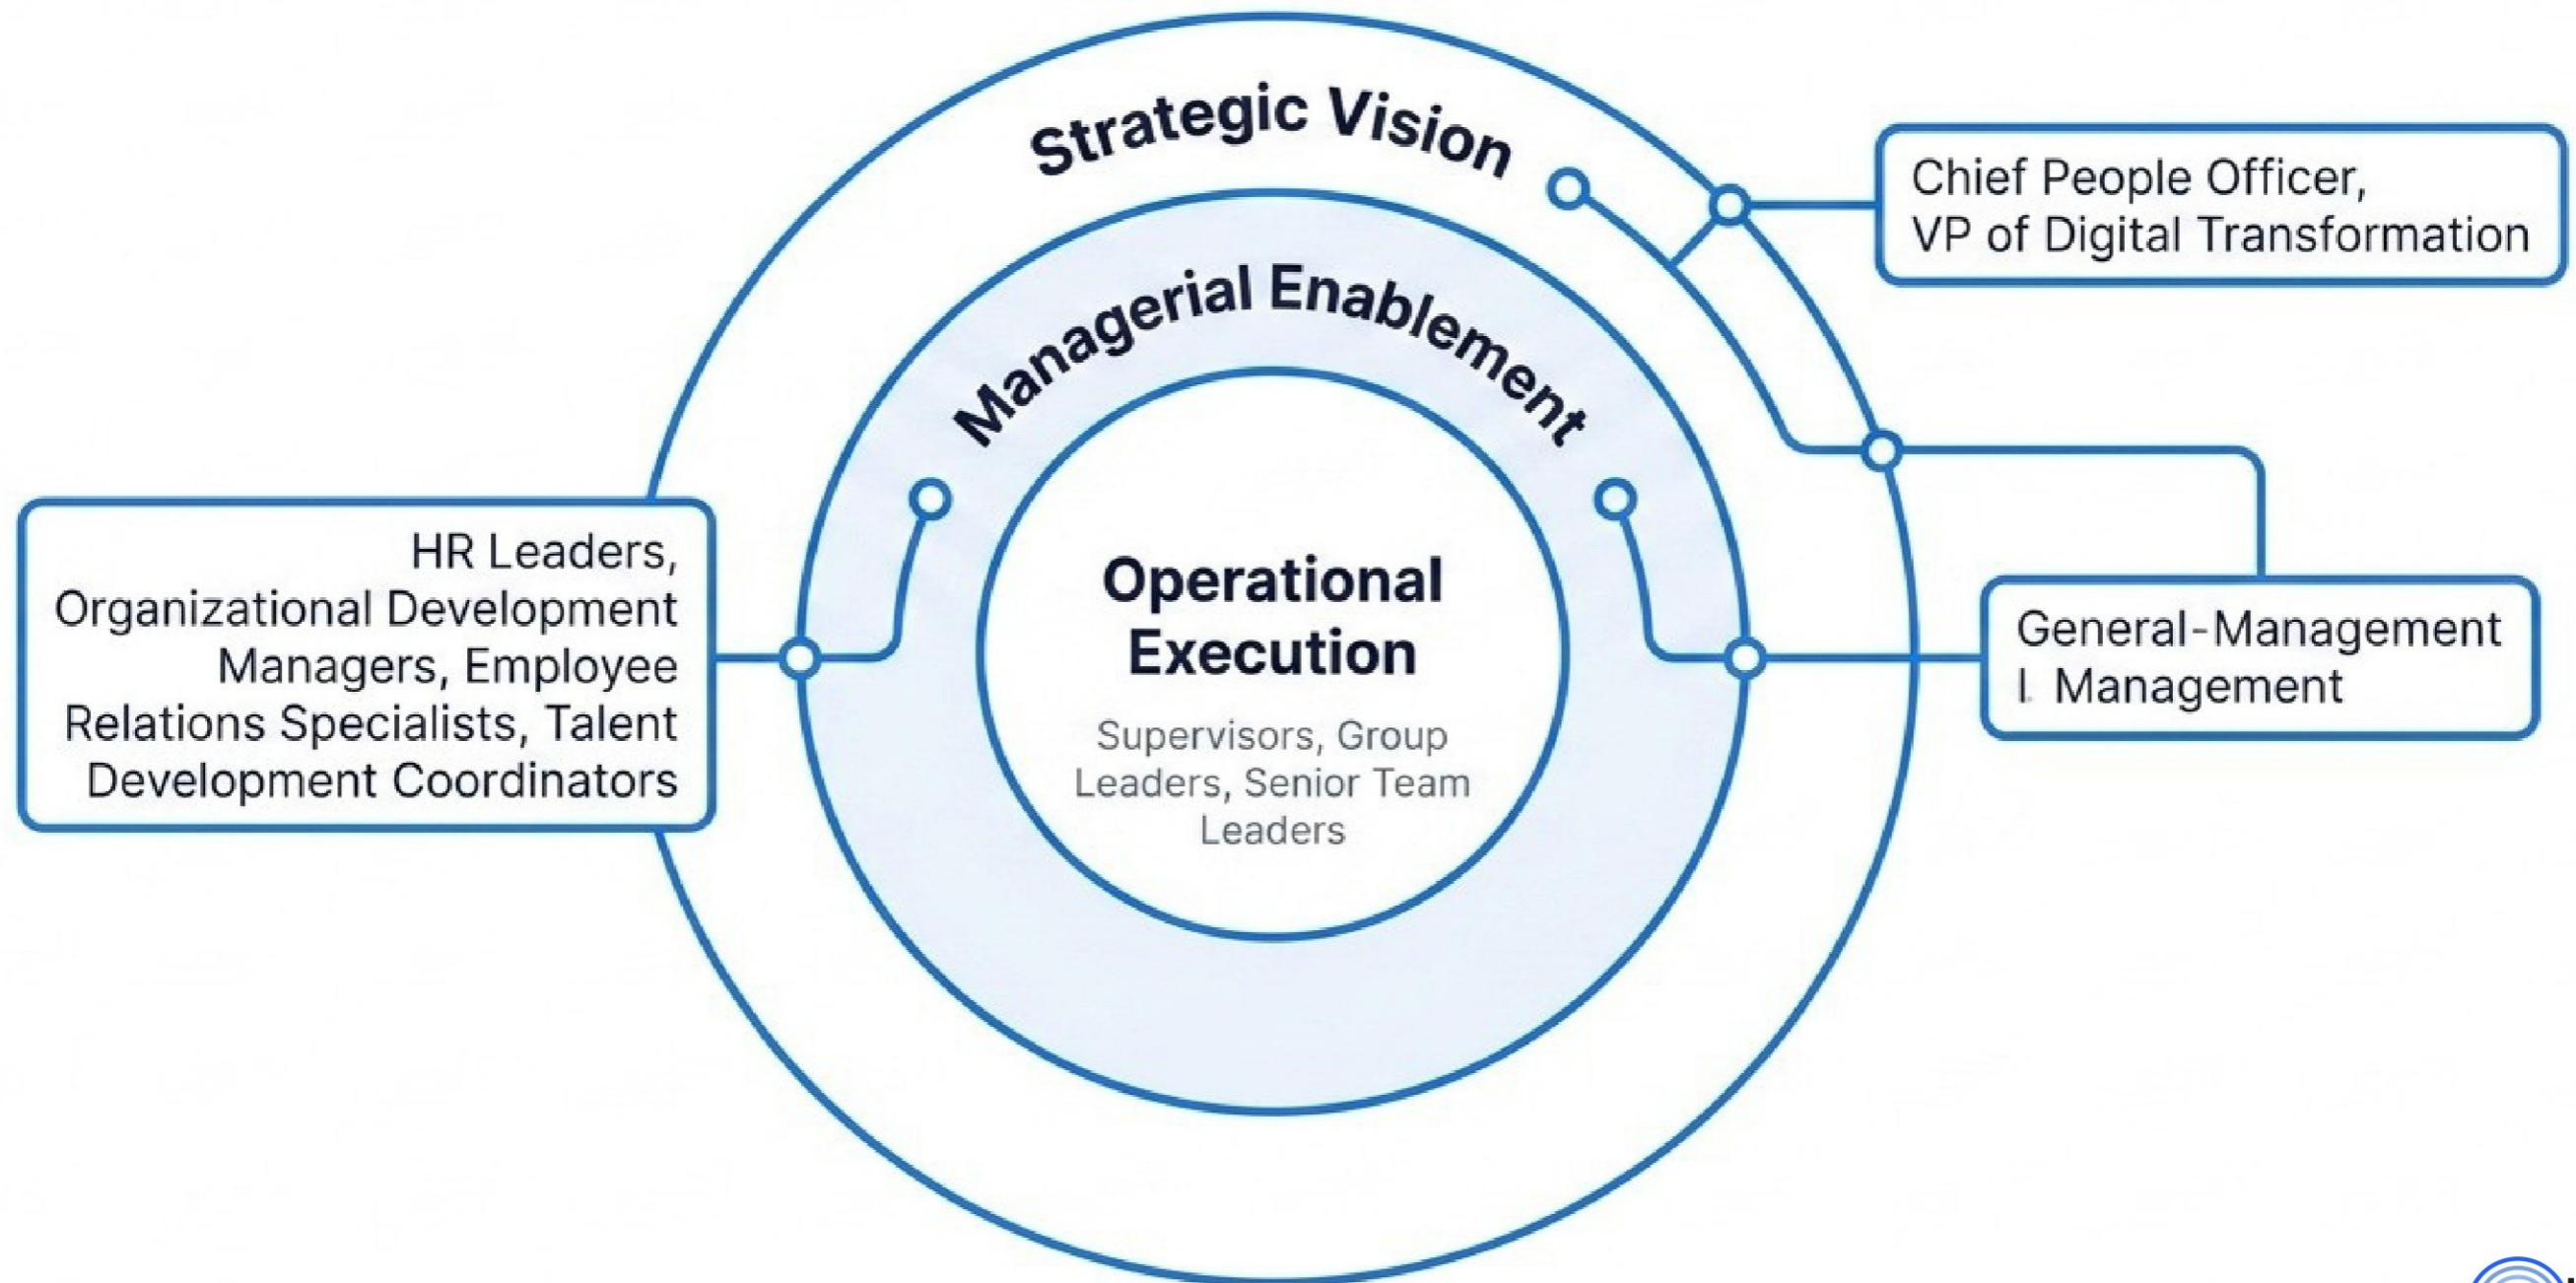 Strategic Vision
Managerial Enablement
Operational
Execution
Supervisors, Group
Leaders, Senior Team
Leaders
Chief People Officer,
VP of Digital Transformation
HR Leaders,
Organizational Development
Managers, Employee
Relations Specialists, Talent
Development Coordinators
General-Management
Management